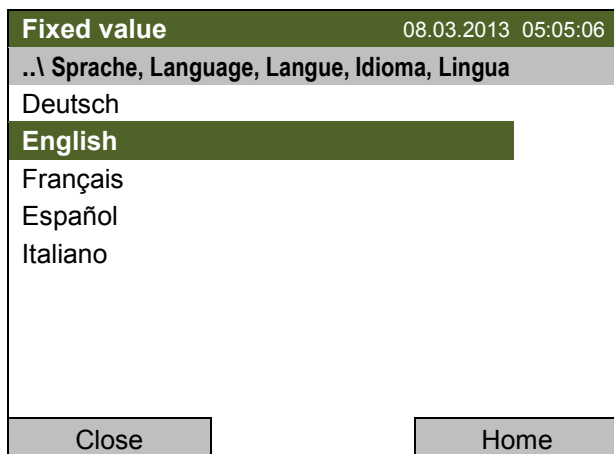 Fixed value 08.03.2013 05:05:06
..\ Sprache, Language, Langue, Idioma, Lingua
Deutsch
English
Français
Español
Italiano
Close Home